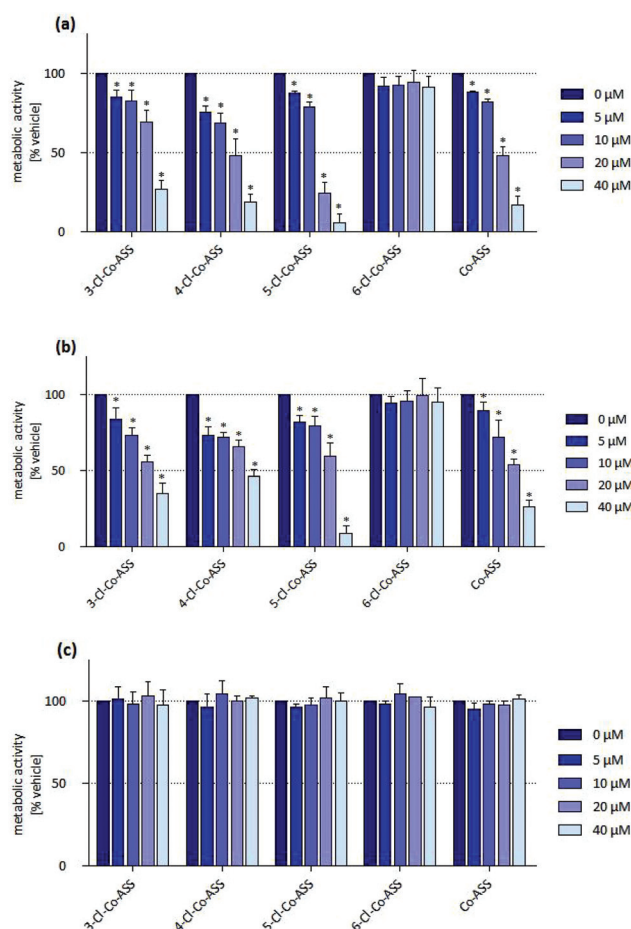 (a)
metabolic activity
[% vehicle]
100
50
0
* * * *
* * * *
* * * *
* * * *
3-Cl-Co-ASS
4-Cl-Co-ASS
5-Cl-Co-ASS
6-Cl-Co-ASS
Co-ASS
0 µM
5 µM
10 µM
20 µM
40 µM
(b)
metabolic activity
[% vehicle]
100
50
0
* * * *
* * * *
* * * *
* * * *
3-Cl-Co-ASS
4-Cl-Co-ASS
5-Cl-Co-ASS
6-Cl-Co-ASS
Co-ASS
0 µM
5 µM
10 µM
20 µM
40 µM
(c)
metabolic activity
[% vehicle]
100
50
0
3-Cl-Co-ASS
4-Cl-Co-ASS
5-Cl-Co-ASS
6-Cl-Co-ASS
Co-ASS
0 µM
5 µM
10 µM
20 µM
40 µM